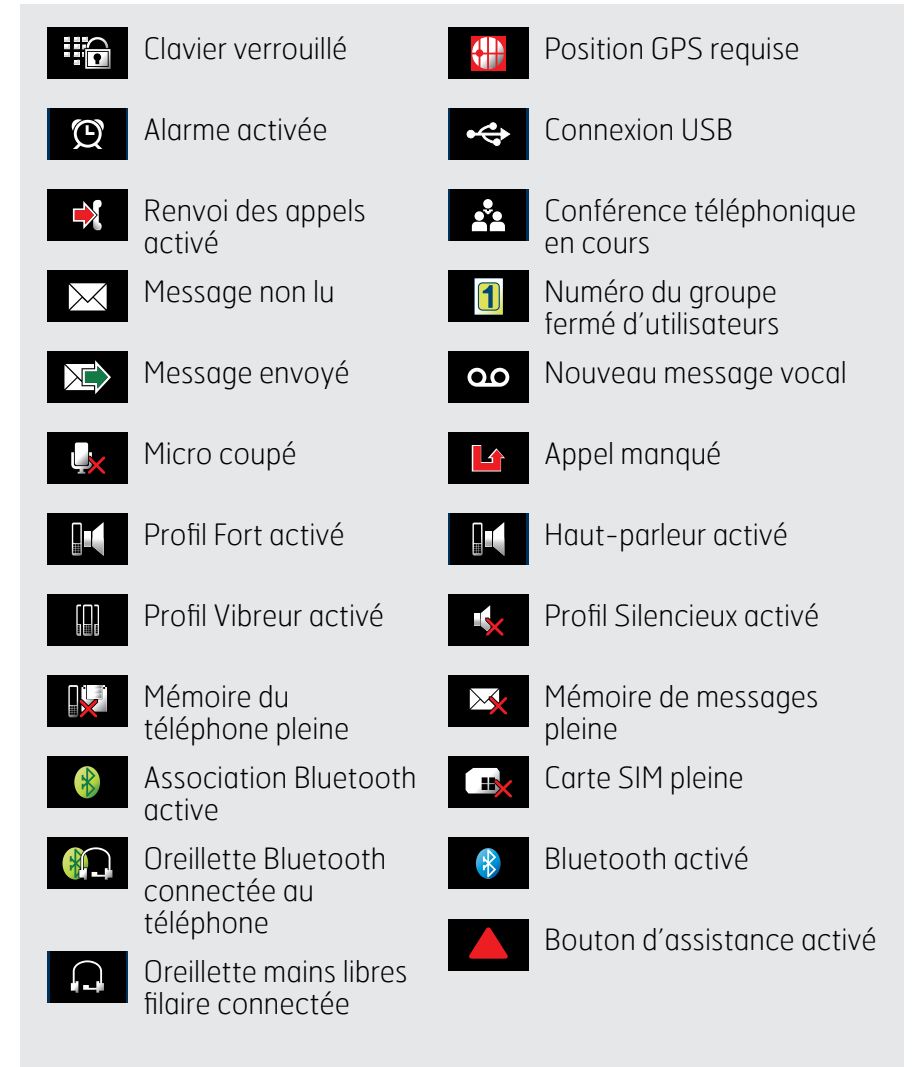 Clavier verrouillé
Alarme activée
Renvoi des appels
activé
Message non lu
Message envoyé
Micro coupé
Profil Fort activé
Profil Vibreur activé
Mémoire du
téléphone pleine
Association Bluetooth
active
Oreillette Bluetooth
connectée au
téléphone
Oreillette mains libres
filaire connectée
Position GPS requise
Connexion USB
Conférence téléphonique
en cours
1
Numéro du groupe
fermé d’utilisateurs
Nouveau message vocal
Appel manqué
Haut-parleur activé
Profil Silencieux activé
Mémoire de messages
pleine
Carte SIM pleine
Bluetooth activé
Bouton d’assistance activé